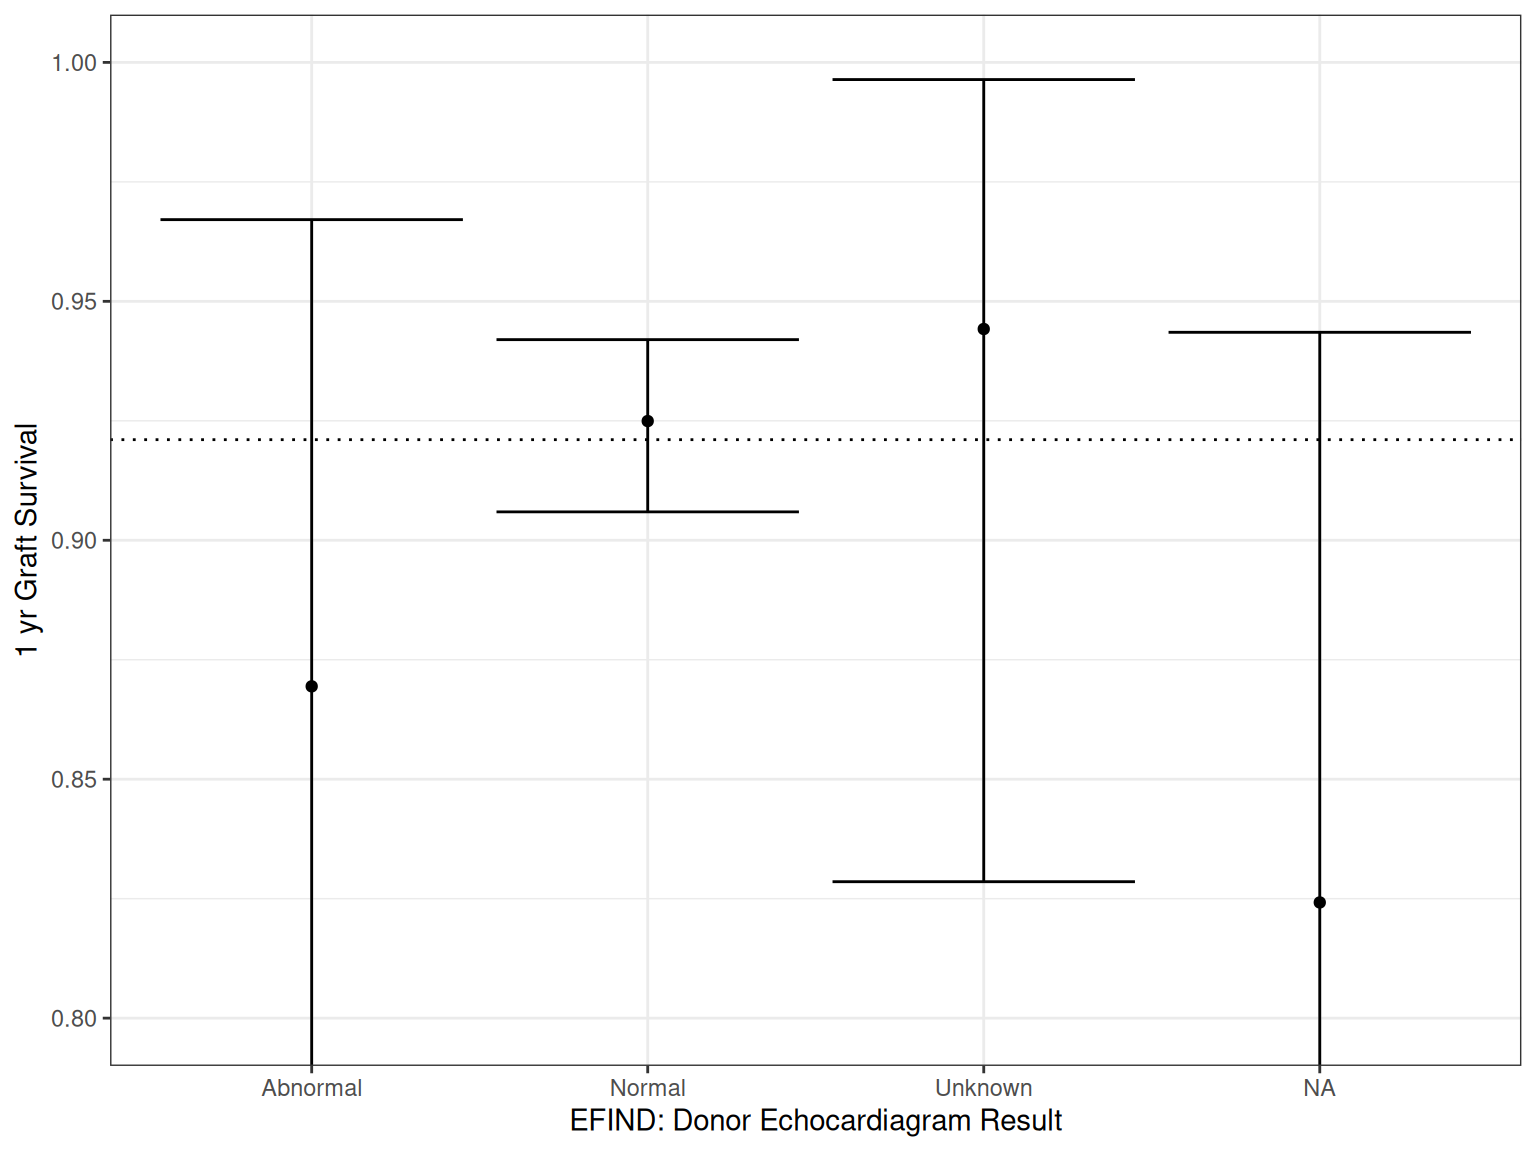 1 yr Graft Survival
1.00
0.95
0.90
0.85
0.80
Abnormal
Normal
Unknown
NA
EFIND: Donor Echocardiagram Result